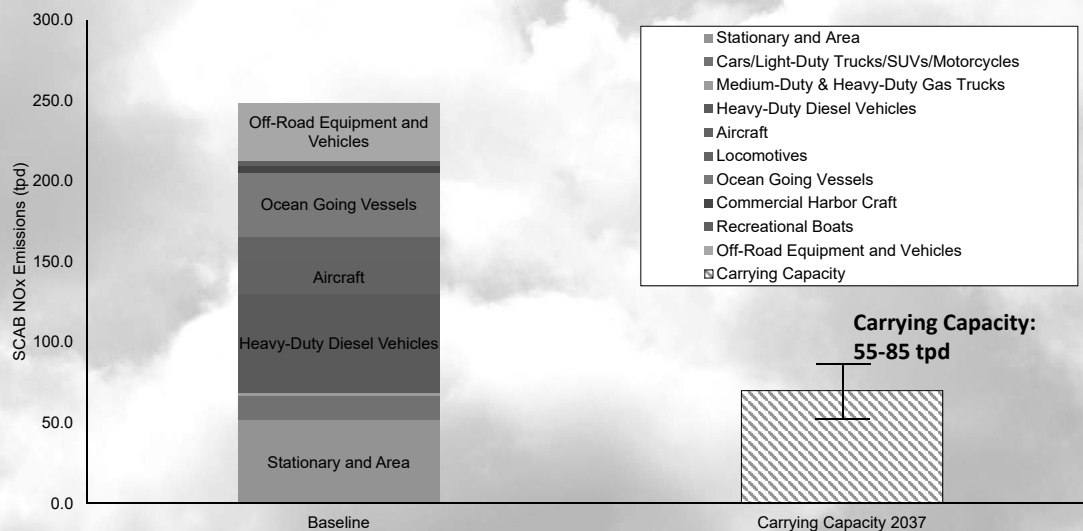 300.0
250.0
200.0
150.0
100.0
50.0
0.0
SCAB NOx Emissions (tpd)
Off-Road Equipment and
Vehicles
Ocean Going Vessels
Aircraft
Heavy-Duty Diesel Vehicles
Stationary and Area
Baseline
Stationary and Area
Cars/Light-Duty Trucks/SUVs/Motorcycles
Medium-Duty & Heavy-Duty Gas Trucks
Heavy-Duty Diesel Vehicles
Aircraft
Locomotives
Ocean Going Vessels
Commercial Harbor Craft
Recreational Boats
Off-Road Equipment and Vehicles
Carrying Capacity
Carrying Capacity:
55-85 tpd
Carrying Capacity 2037